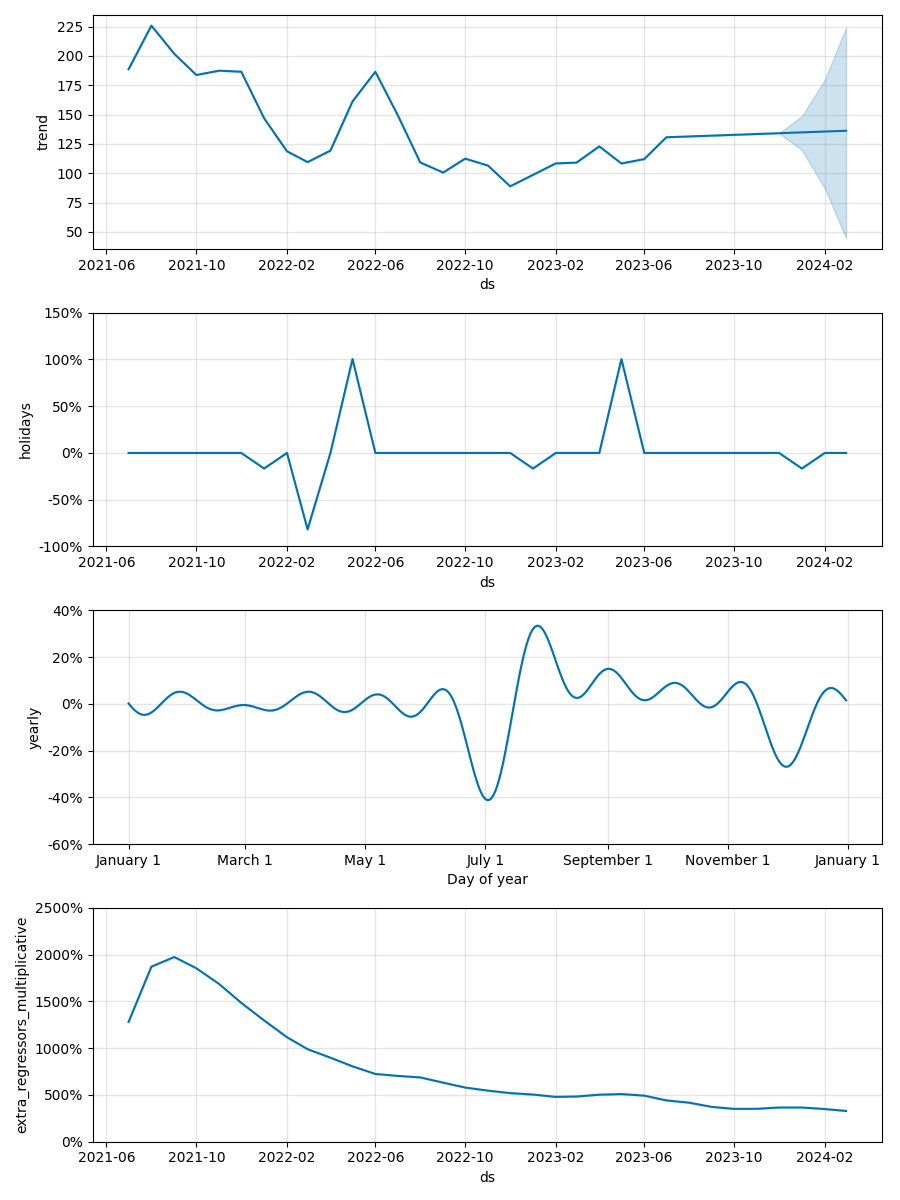 225
200
175
150
125
100
75
50
trend
2021-06 2021-10 2022-02 2022-06 2022-10 2023-02 2023-06 2023-10 2024-02
ds
150%
100%
50%
0%
-50%
-100%
holidays
2021-06 2021-10 2022-02 2022-06 2022-10 2023-02 2023-06 2023-10 2024-02
ds
40%
20%
0%
-20%
-40%
-60%
yearly
January 1 March 1 May 1 July 1 September 1 November 1 January 1
Day of year
2500%
2000%
1500%
1000%
500%
0%
extra_regressors_multiplicative
2021-06 2021-10 2022-02 2022-06 2022-10 2023-02 2023-06 2023-10 2024-02
ds